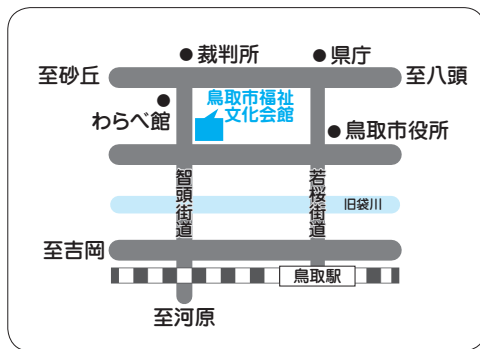 裁判所
県庁
至砂丘
至八頭
鳥取市福祉
文化会館
わらべ館
鳥取市役所
智頭街道
若桜街道
旧袋川
至吉岡
鳥取駅
至河原